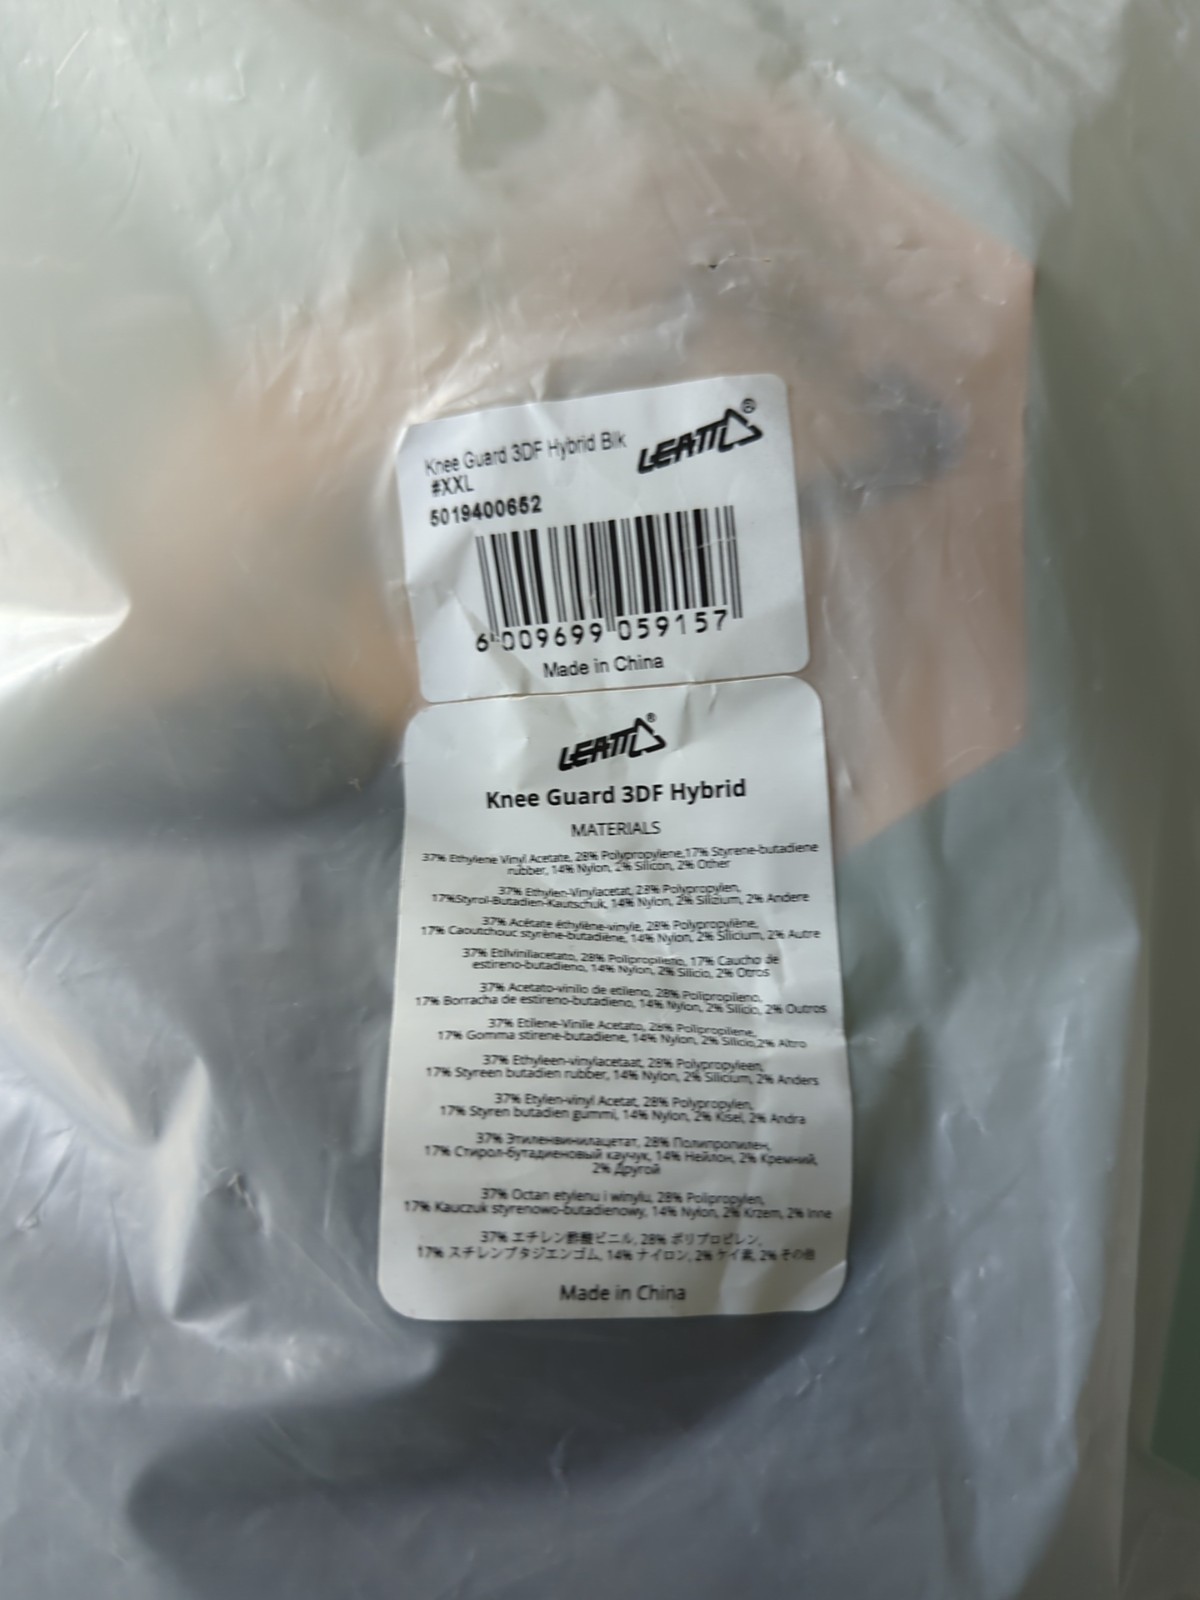 Knee Guard 3DF Hybrid Blk
#XXL
LEATT®
5019400652
6 009699 059157
Made in China
LEATT®
Knee Guard 3DF Hybrid
MATERIALS
37% Ethylene Vinyl Acetate, 28% Polypropylene,17% Styrene-butadiene
rubber, 14% Nylon, 2% Silicon, 2% Other
37% Ethylen-Vinylacetat, 28% Polypropylen,
17%Styrol-Butadien-Kautschuk, 14% Nylon, 2% Silizium, 2% Andere
37% Acétate éthylène-vinyle, 28% Polypropylène,
17% Caoutchouc styrène-butadiène, 14% Nylon, 2% Silicium, 2% Autre
37% Etilvinilacetato, 28% Polipropileno, 17% Caucho de
estireno-butadieno, 14% Nylon, 2% Silicio, 2% Otros
37% Acetato-vinilo de etileno, 28% Polipropileno,
17% Borracha de estireno-butadieno, 14% Nylon, 2% Silício, 2% Outros
37% Etilene-Vinile Acetato, 28% Polipropilene,
17% Gomma stirene-butadiene, 14% Nylon, 2% Silicio,2% Altro
37% Ethyleen-vinylacetaat, 28% Polypropyleen,
17% Styreen butadien rubber, 14% Nylon, 2% Silicium, 2% Anders
37% Etylen-vinyl Acetat, 28% Polypropylen,
17% Styren butadien gummi, 14% Nylon, 2% Kisel, 2% Andra
37% Этиленвинилацетат, 28% Полипропилен,
17% Стирол-бутадиеновый каучук, 14% Нейлон, 2% Кремний,
2% Другой
37% Octan etylenu i winylu, 28% Polipropylen,
17% Kauczuk styrenowo-butadienowy, 14% Nylon, 2% Krzem, 2% Inne
37% エチレン酢酸ビニル, 28% ポリプロピレン,
17% スチレンブタジエンゴム, 14% ナイロン, 2% ケイ素, 2% その他
Made in China